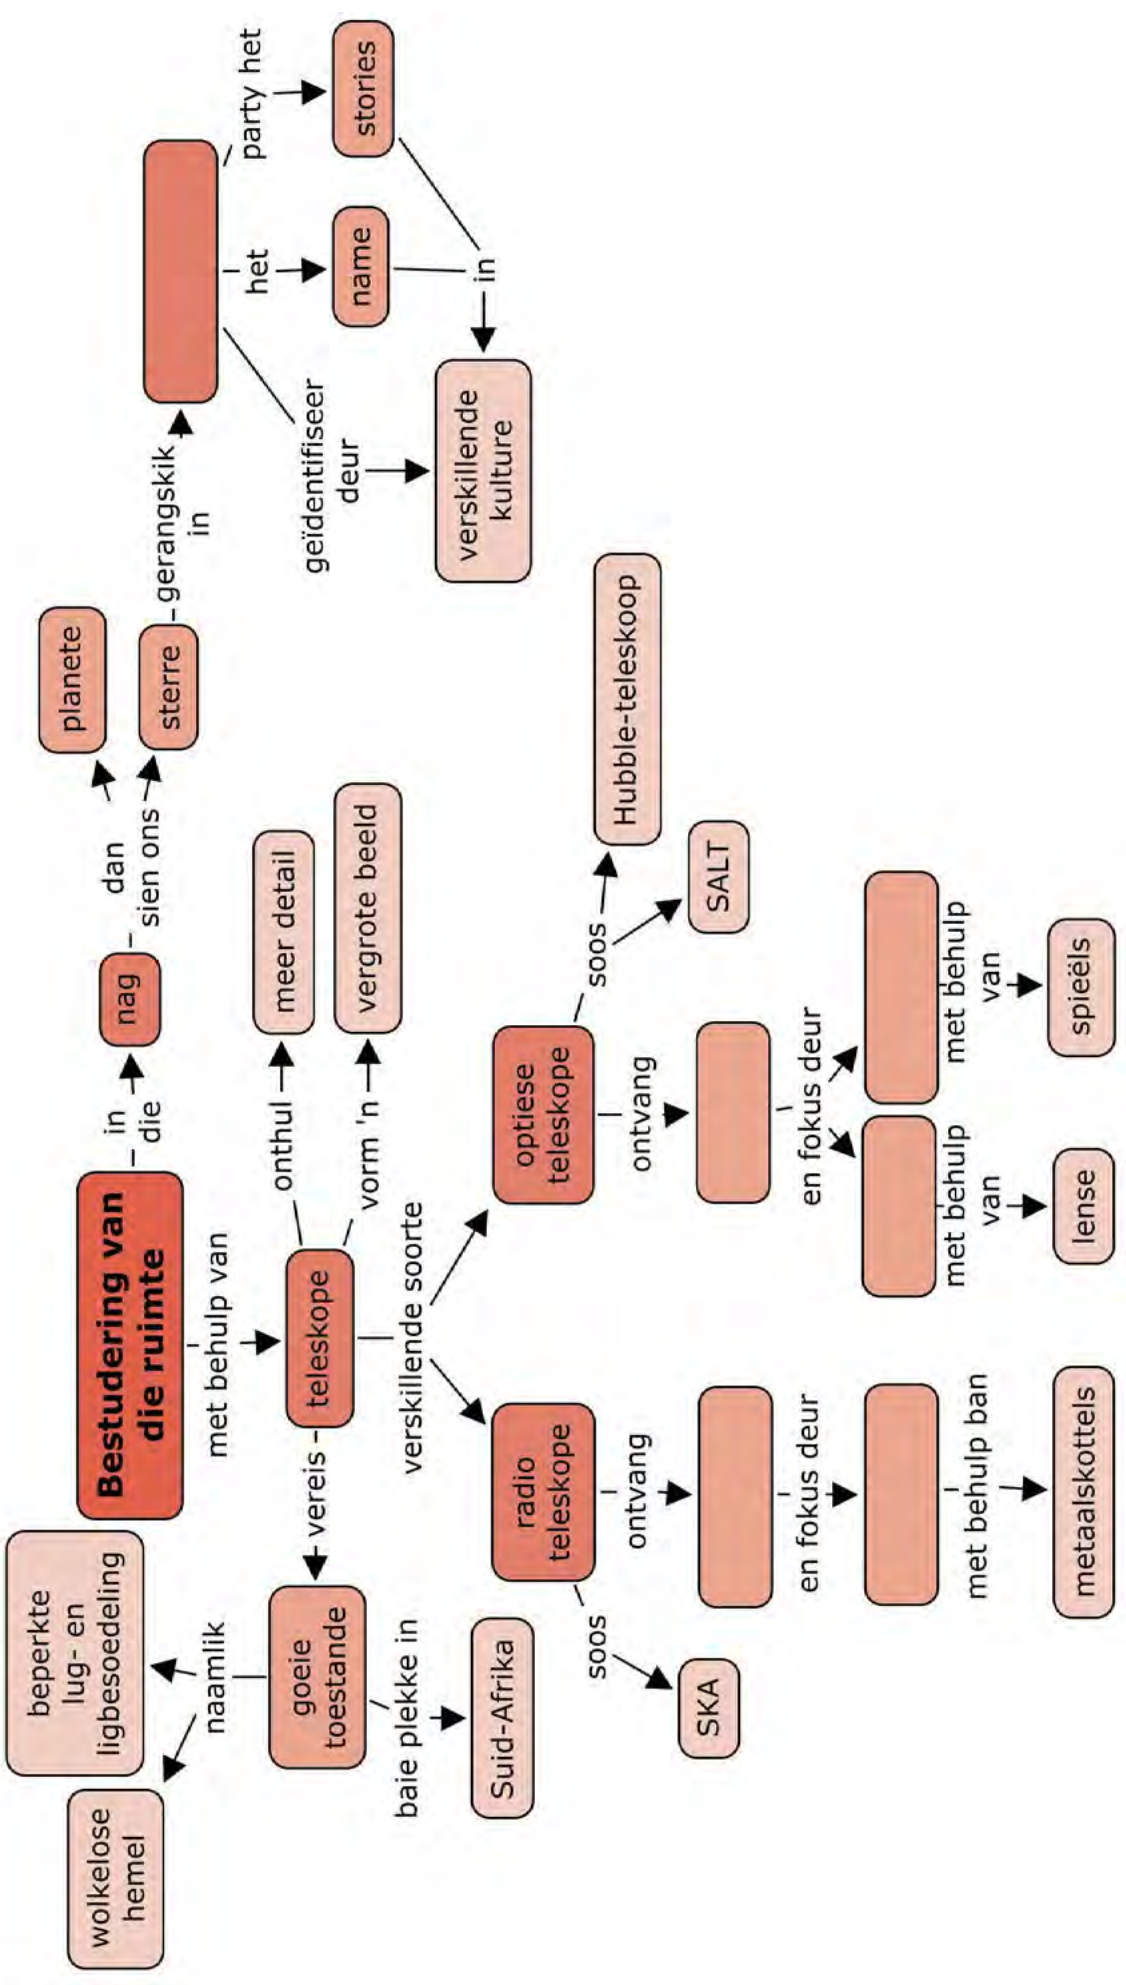 Bestudering van
die ruimte
in
die
nag
dan
sien ons
planete
sterre
gerangskik
in
party het
stories
het
name
in
geïdentifiseer
deur
verskillende
kulture
met behulp van
teleskope
onthul
meer detail
vorm 'n
vergrote beeld
vereis
goeie
toestande
naamlik
beperkte
lug- en
ligbesoedeling
wolkelose
hemel
baie plekke in
Suid-Afrika
verskillende soorte
radio
teleskope
soos
SKA
ontvang
en fokus deur
met behulp ban
metaalskottels
optiese
teleskope
soos
Hubble-teleskoop
SALT
ontvang
en fokus deur
met behulp
van
lense
met behulp
van
spieëls